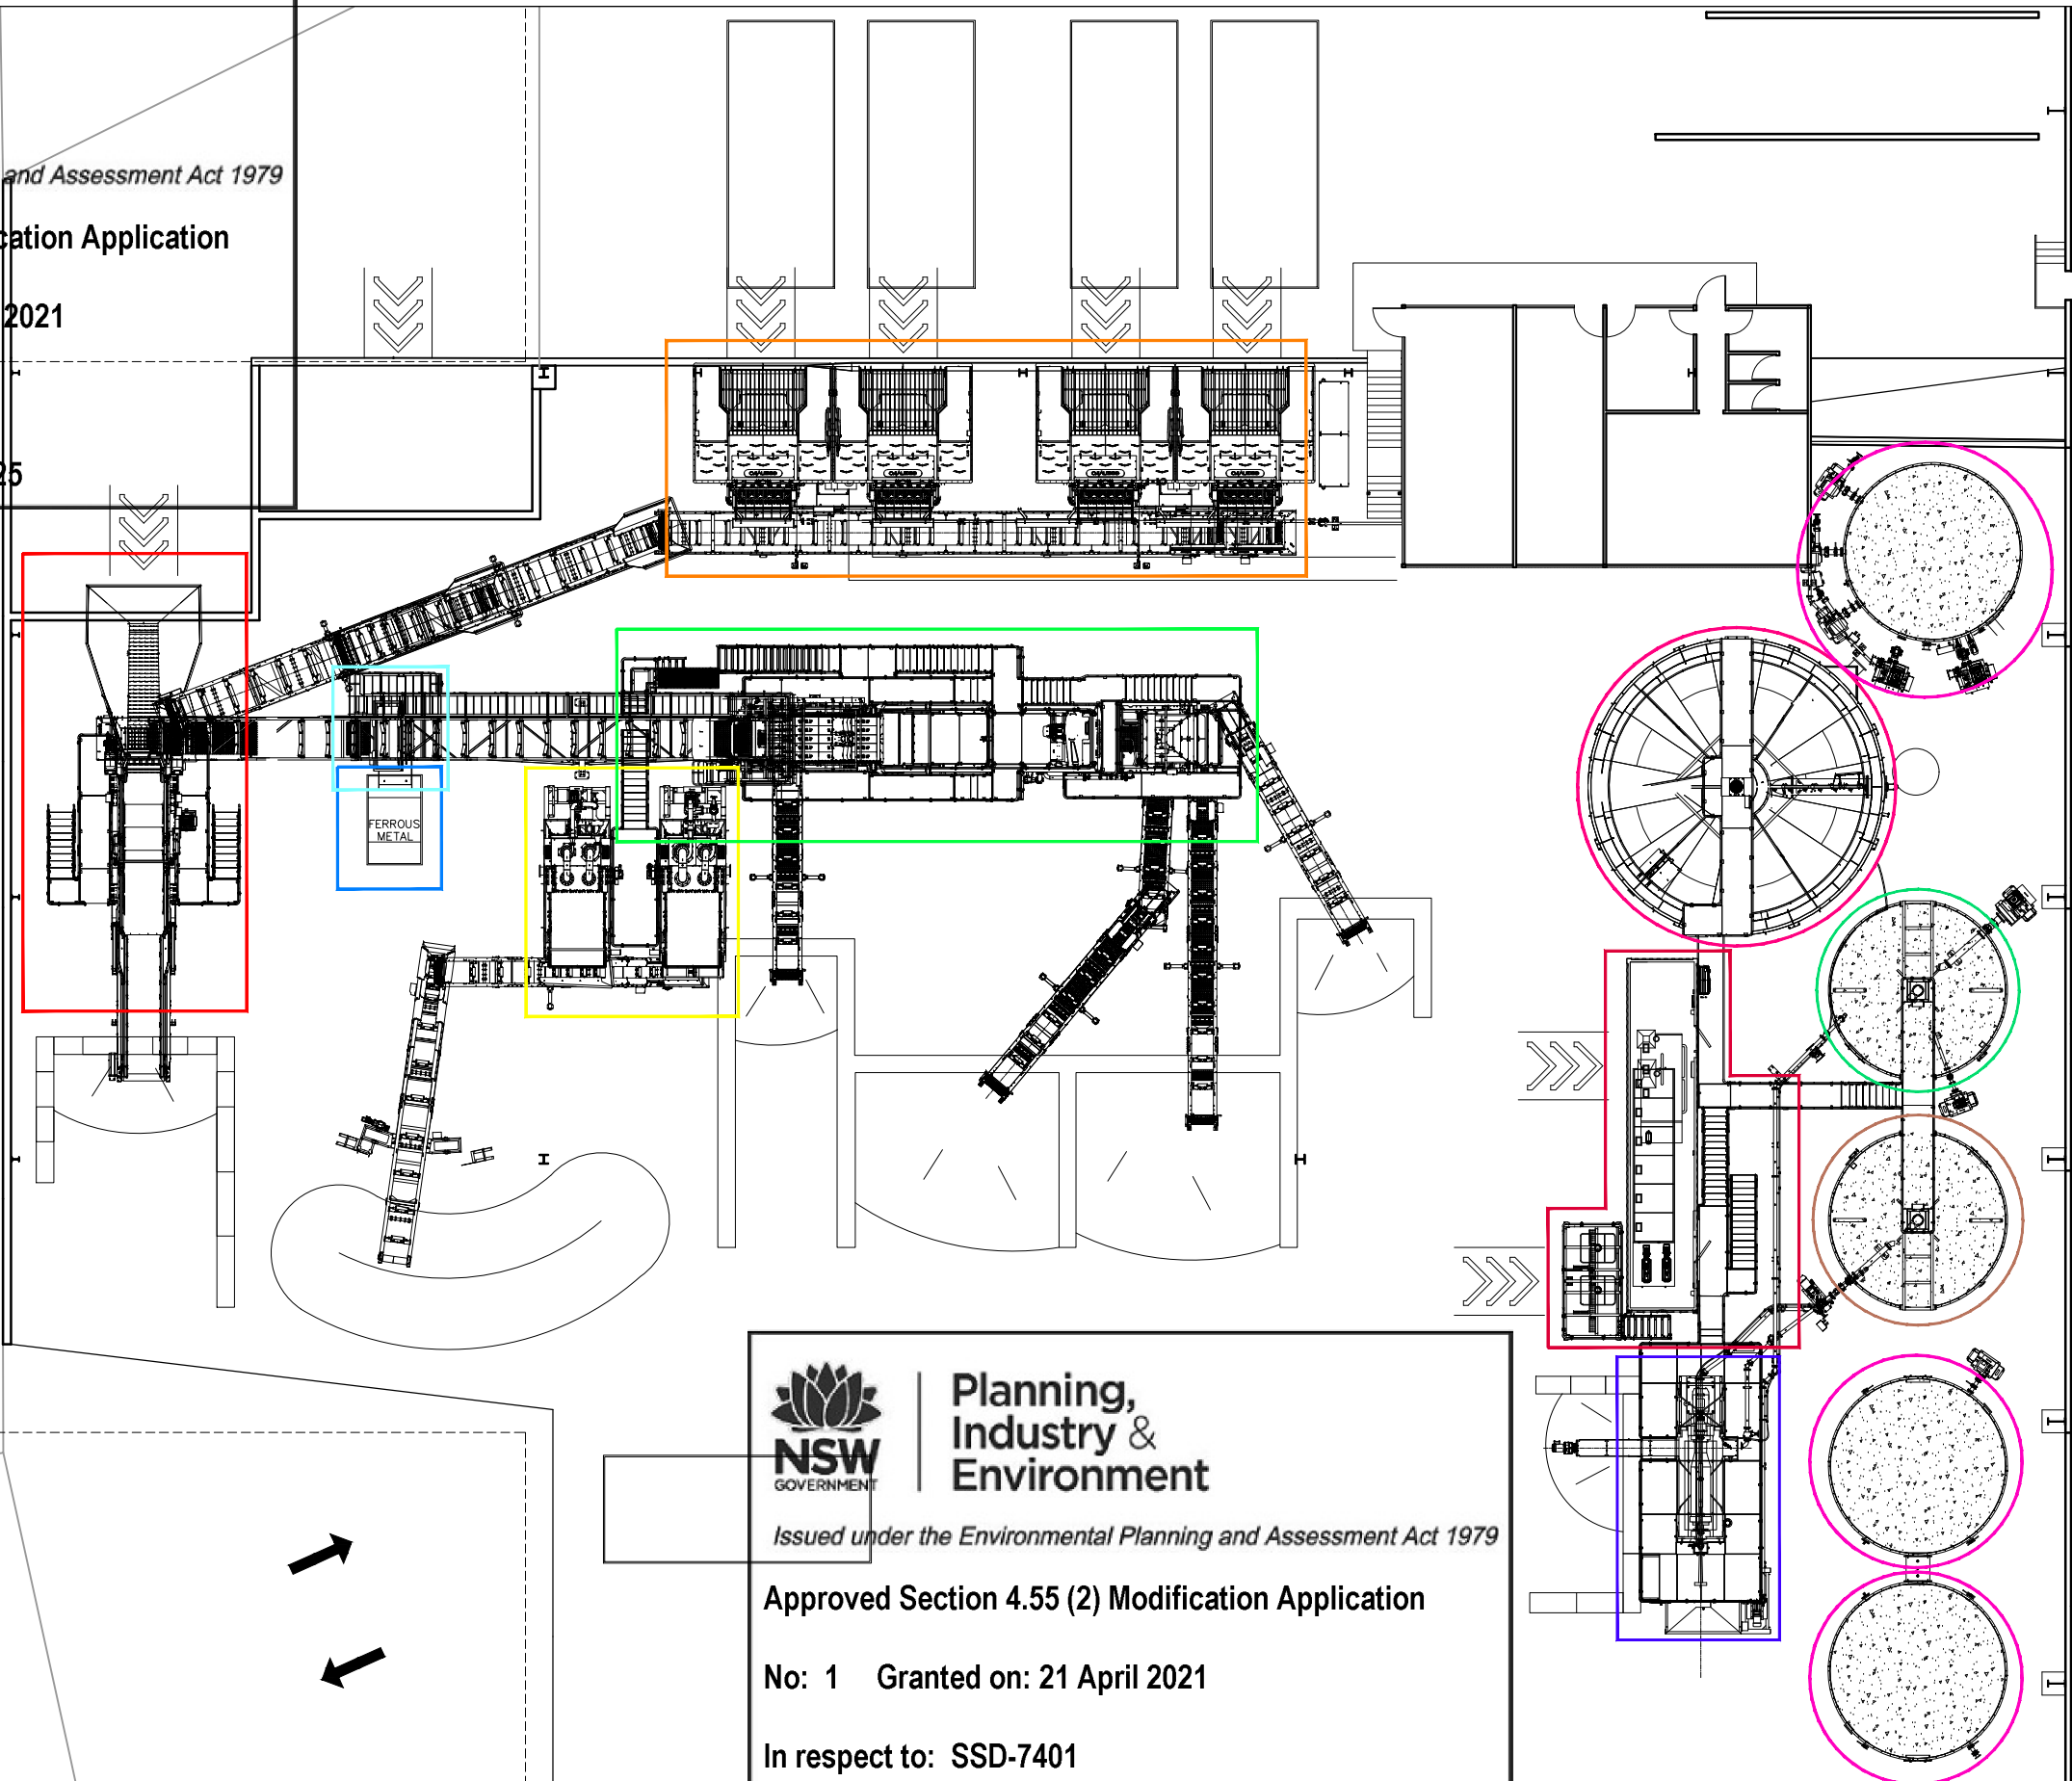 and Assessment Act 1979
cation Application
2021
25
FERROUS
METAL
NSW
GOVERNMENT
Planning,
Industry &
Environment
Issued under the Environmental Planning and Assessment Act 1979
Approved Section 4.55 (2) Modification Application
No: 1 Granted on: 21 April 2021
In respect to: SSD-7401